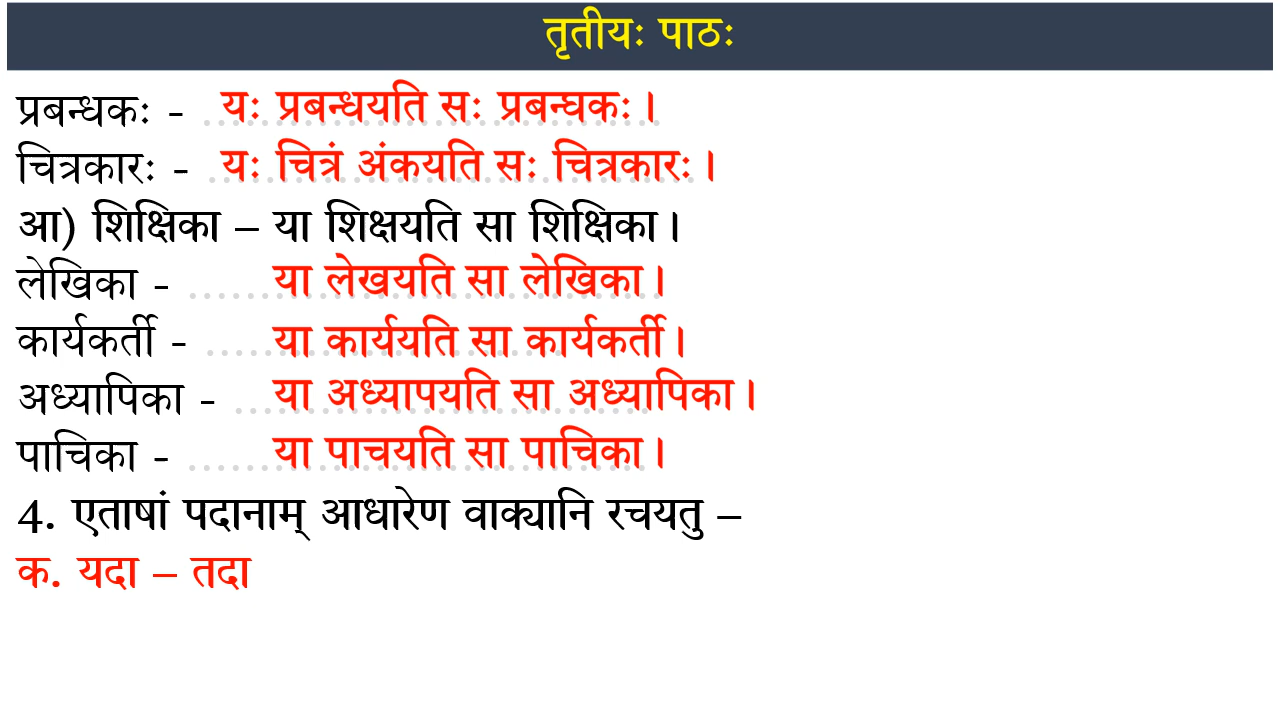 तृतीयः पाठः
प्रबन्धकः - यः प्रबन्धयति सः प्रबन्घकः।
चित्रकारः - यः चित्रं अंकयति सः चित्रकारः।
आ) शिक्षिका – या शिक्षयति सा शिक्षिका।
लेखिका - या लेखयति सा लेखिका।
कार्यकर्ती - या कार्ययति सा कार्यकर्ती।
अध्यापिका - या अध्यापयति सा अध्यापिका।
पाचिका - या पाचयति सा पाचिका।
4. एताषां पदानाम् आधारेण वाक्यानि रचयतु –
क. यदा – तदा